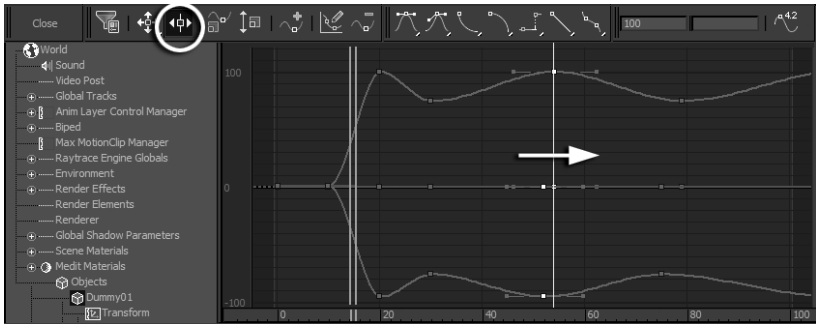 Close
100
4.2
World
Sound
Video Post
Global Tracks
Anim Layer Control Manager
Biped
Max MotionClip Manager
Raytrace Engine Globals
Environment
Render Effects
Render Elements
Renderer
Global Shadow Parameters
Scene Materials
Medit Materials
Objects
Dummy01
Transform
100
0
-100
0 20 40 60 80 100